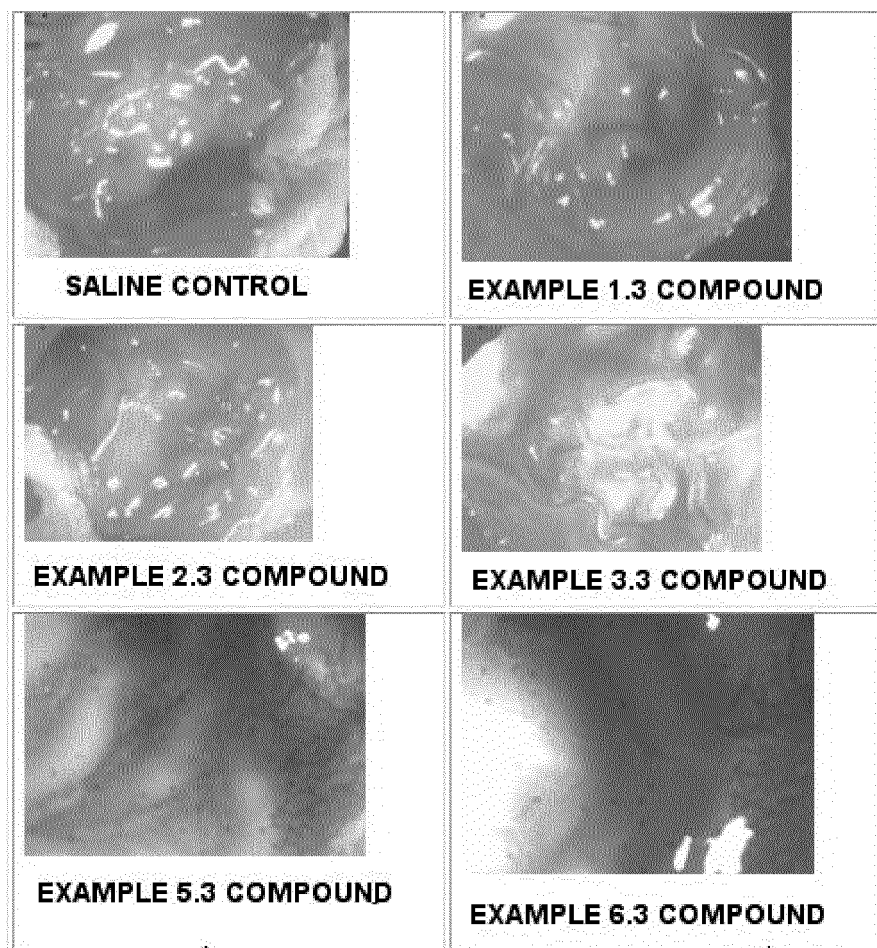 SALINE CONTROL
EXAMPLE 1.3 COMPOUND
EXAMPLE 2.3 COMPOUND
EXAMPLE 3.3 COMPOUND
EXAMPLE 5.3 COMPOUND
EXAMPLE 6.3 COMPOUND